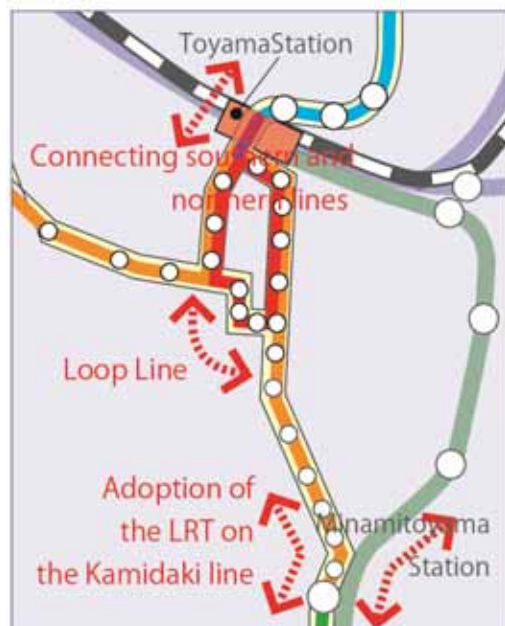 ToyamaStation
Connecting southern and
northern lines
Loop Line
Adoption of
the LRT on
the Kamidaki line
Minamitoyama
Station